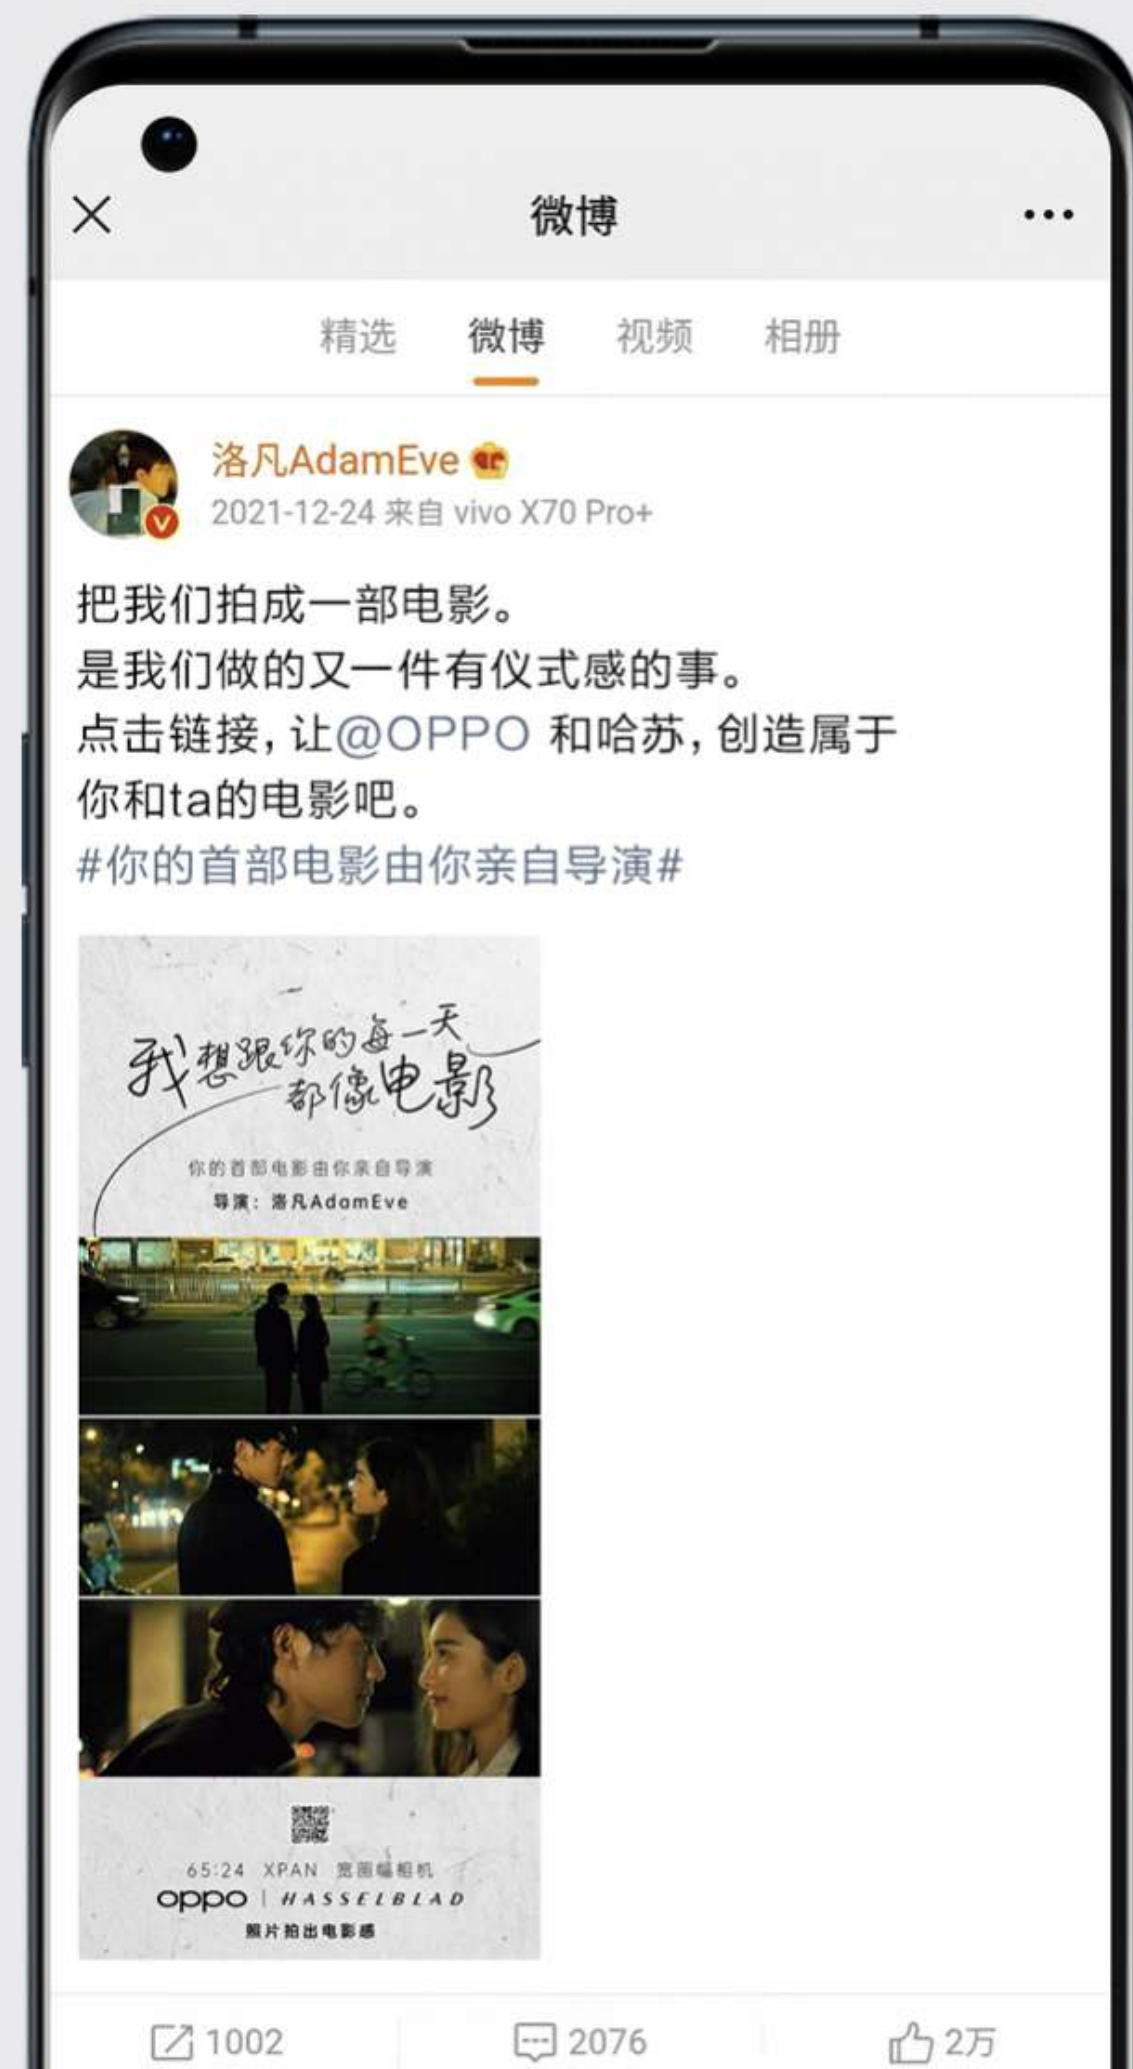 微博
精选 微博 视频 相册
洛凡AdamEve
2021-12-24 来自 vivo X70 Pro+
把我们拍成一部电影。
是我们做的又一件有仪式感的事。
点击链接,让@OPPO 和哈苏,创造属于
你和ta的电影吧。
#你的首部电影由你亲自导演#
我想跟你的每一天
都像电影
你的首部电影由你亲自导演
导演：洛凡AdamEve
65:24 XPAN 宽画幅相机
oppo | HASSELBLAD
照片拍出电影感
1002 2076 2万